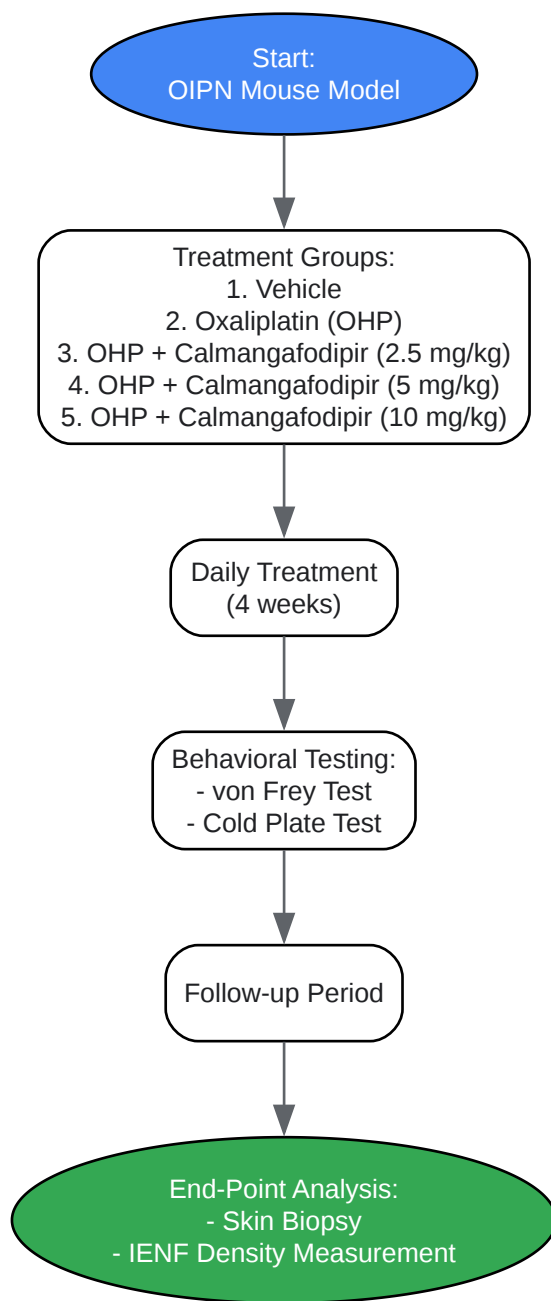 Start:
OIPN Mouse Model
Treatment Groups:
1. Vehicle
2. Oxaliplatin (OHP)
3. OHP + Calmangafodipir (2.5 mg/kg)
4. OHP + Calmangafodipir (5 mg/kg)
5. OHP + Calmangafodipir (10 mg/kg)
Daily Treatment
(4 weeks)
Behavioral Testing:
- von Frey Test
- Cold Plate Test
Follow-up Period
End-Point Analysis:
- Skin Biopsy
- IENF Density Measurement